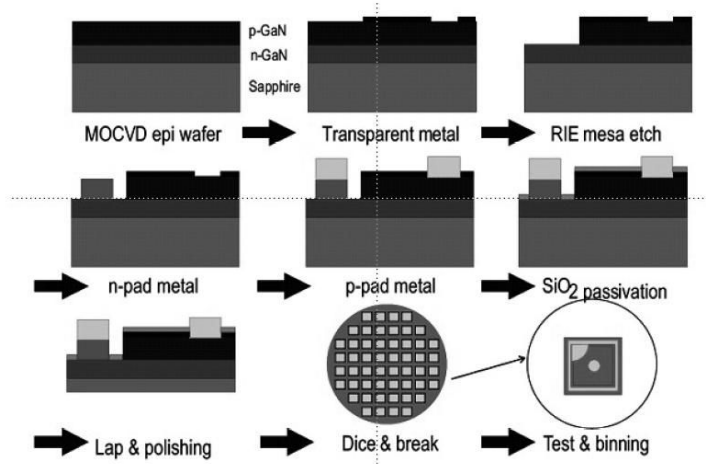 p-GaN
n-GaN
Sapphire
MOCVD epi wafer
Transparent metal
RIE mesa etch
n-pad metal
p-pad metal
SiO2 passivation
Lap & polishing
Dice & break
Test & binning